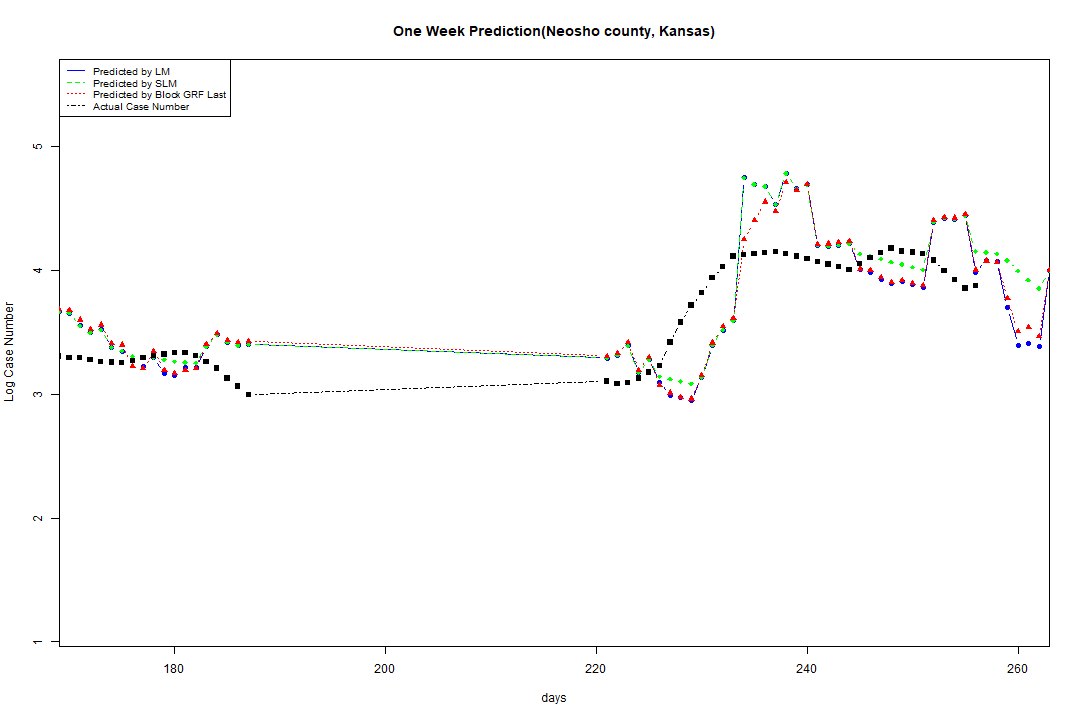 One Week Prediction(Neosho county, Kansas)
Predicted by LM
Predicted by SLM
Predicted by Block GRF Last
Actual Case Number
5
4
3
2
1
Log Case Number
180
200
220
240
260
days